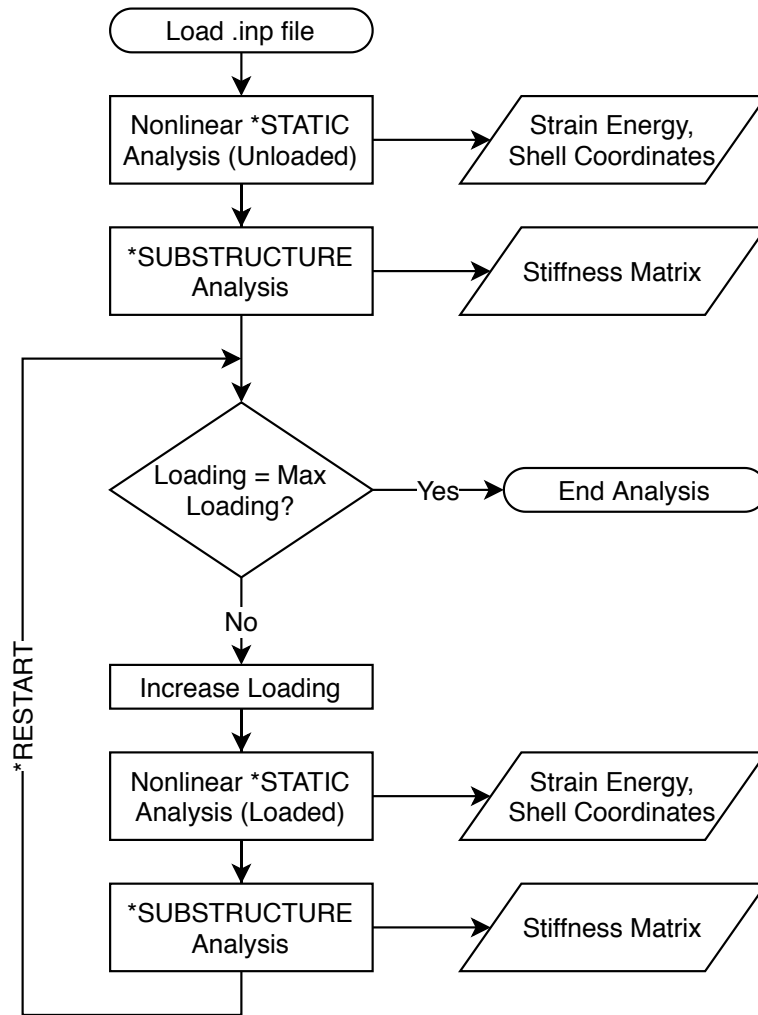 Load .inp file
Nonlinear *STATIC
Analysis (Unloaded)
Strain Energy,
Shell Coordinates
*SUBSTRUCTURE
Analysis
Stiffness Matrix
Loading = Max
Loading?
Yes
End Analysis
No
*RESTART
Increase Loading
Nonlinear *STATIC
Analysis (Loaded)
Strain Energy,
Shell Coordinates
*SUBSTRUCTURE
Analysis
Stiffness Matrix